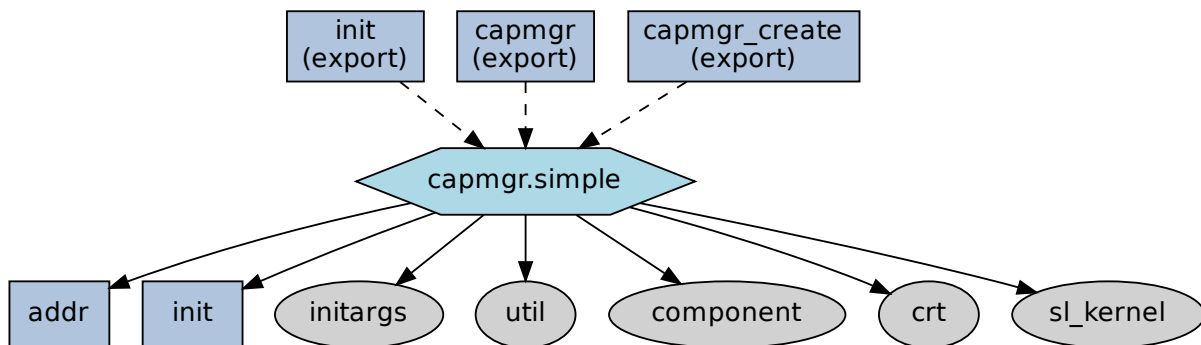 init
(export)
capmgr
(export)
capmgr_create
(export)
capmgr.simple
addr
init
initargs
util
component
crt
sl_kernel